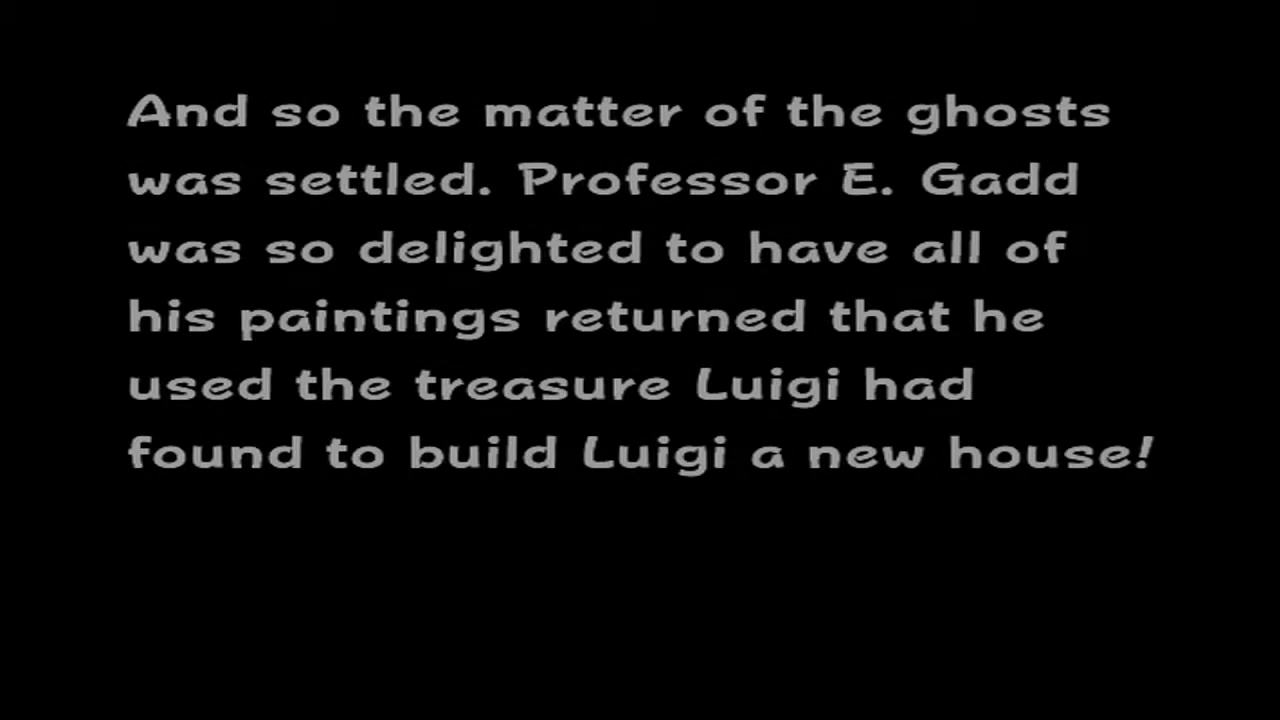 And so the matter of the ghosts
was settled. Professor E. Gadd
was so delighted to have all of
his paintings returned that he
used the treasure Luigi had
found to build Luigi a new house!